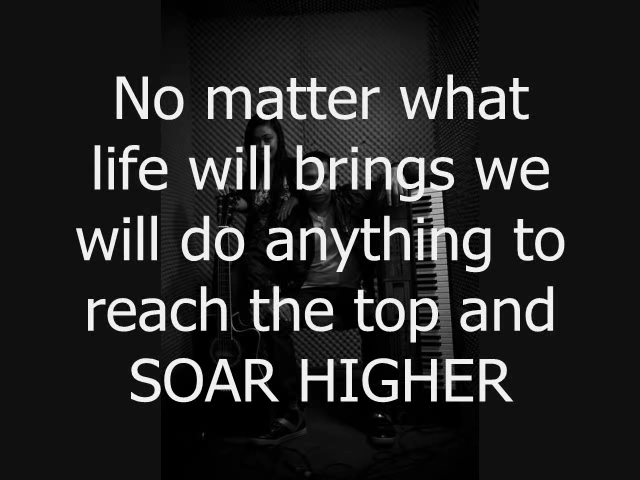 No matter what
life will brings we
will do anything to
reach the top and
SOAR HIGHER